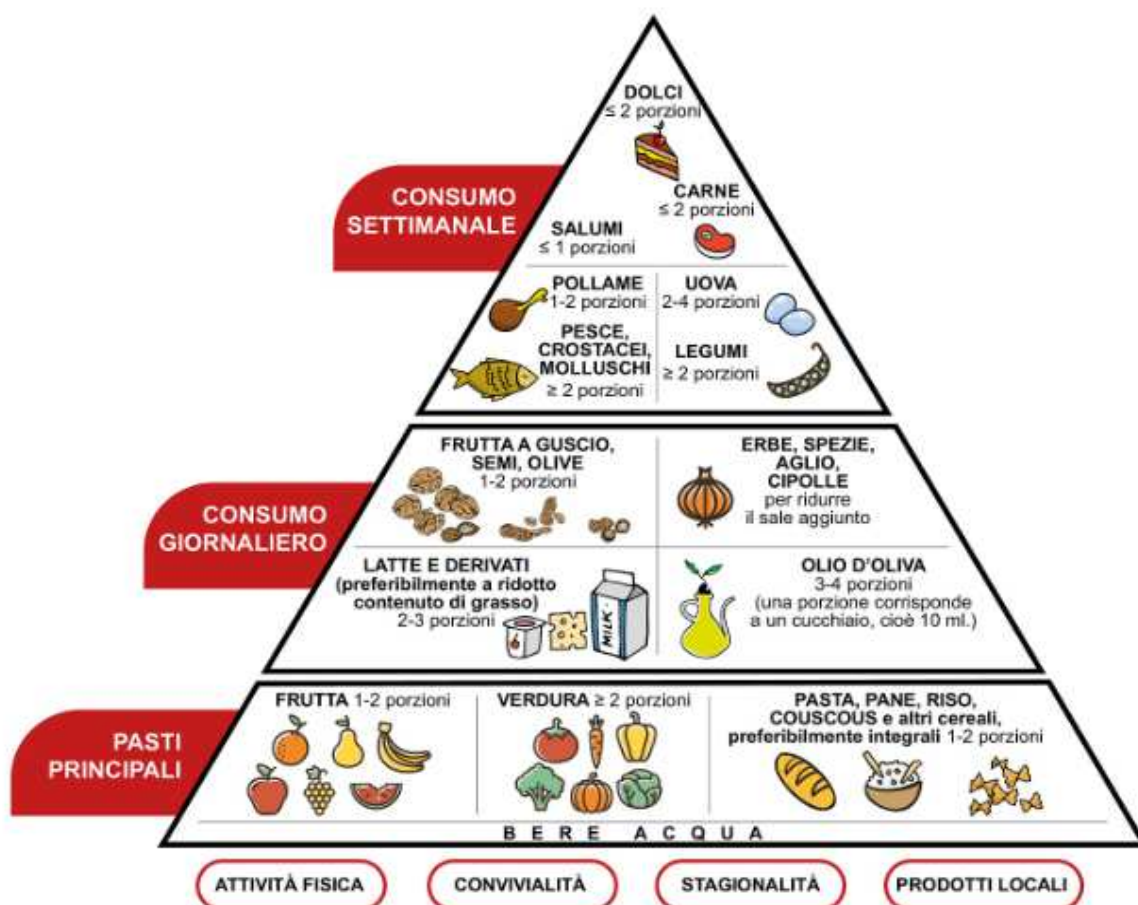 DOLCI
≤ 2 porzioni
CONSUMO
SETTIMANALE
CARNE
≤ 2 porzioni
SALUMI
≤ 1 porzioni
POLLAME
1-2 porzioni
UOVA
2-4 porzioni
PESCE,
CROSTACEI,
MOLLUSCHI
≥ 2 porzioni
LEGUMI
≥ 2 porzioni
CONSUMO
GIORNALIERO
FRUTTA A GUSCIO,
SEMI, OLIVE
1-2 porzioni
ERBE, SPEZIE,
AGLIO,
CIPOLLE
per ridurre
il sale aggiunto
LATTE E DERIVATI
(preferibilmente a ridotto
contenuto di grasso)
2-3 porzioni
MILK
OLIO D'OLIVA
3-4 porzioni
(una porzione corrisponde
a un cucchiaio, cioè 10 ml.)
PASTI
PRINCIPALI
FRUTTA 1-2 porzioni
VERDURA ≥ 2 porzioni
PASTA, PANE, RISO,
COUSCOUS e altri cereali,
preferibilmente integrali 1-2 porzioni
BERE ACQUA
ATTIVITÀ FISICA
CONVIVIALITÀ
STAGIONALITÀ
PRODOTTI LOCALI